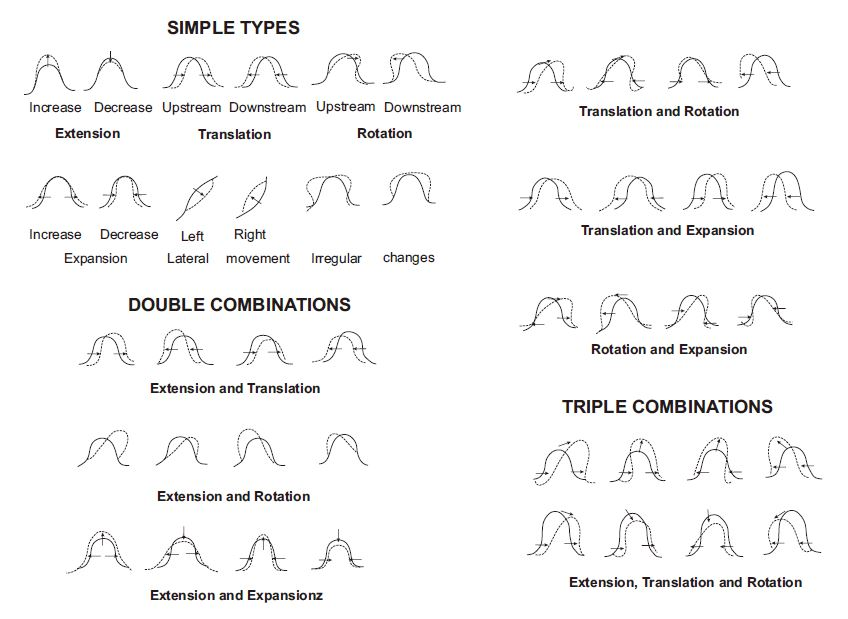 SIMPLE TYPES
Increase Decrease Upstream Downstream Upstream Downstream
Extension Translation Rotation
Increase Decrease Left Right
Expansion Lateral movement Irregular changes
DOUBLE COMBINATIONS
Extension and Translation
Extension and Rotation
Extension and Expansionz
Translation and Rotation
Translation and Expansion
Rotation and Expansion
TRIPLE COMBINATIONS
Extension, Translation and Rotation